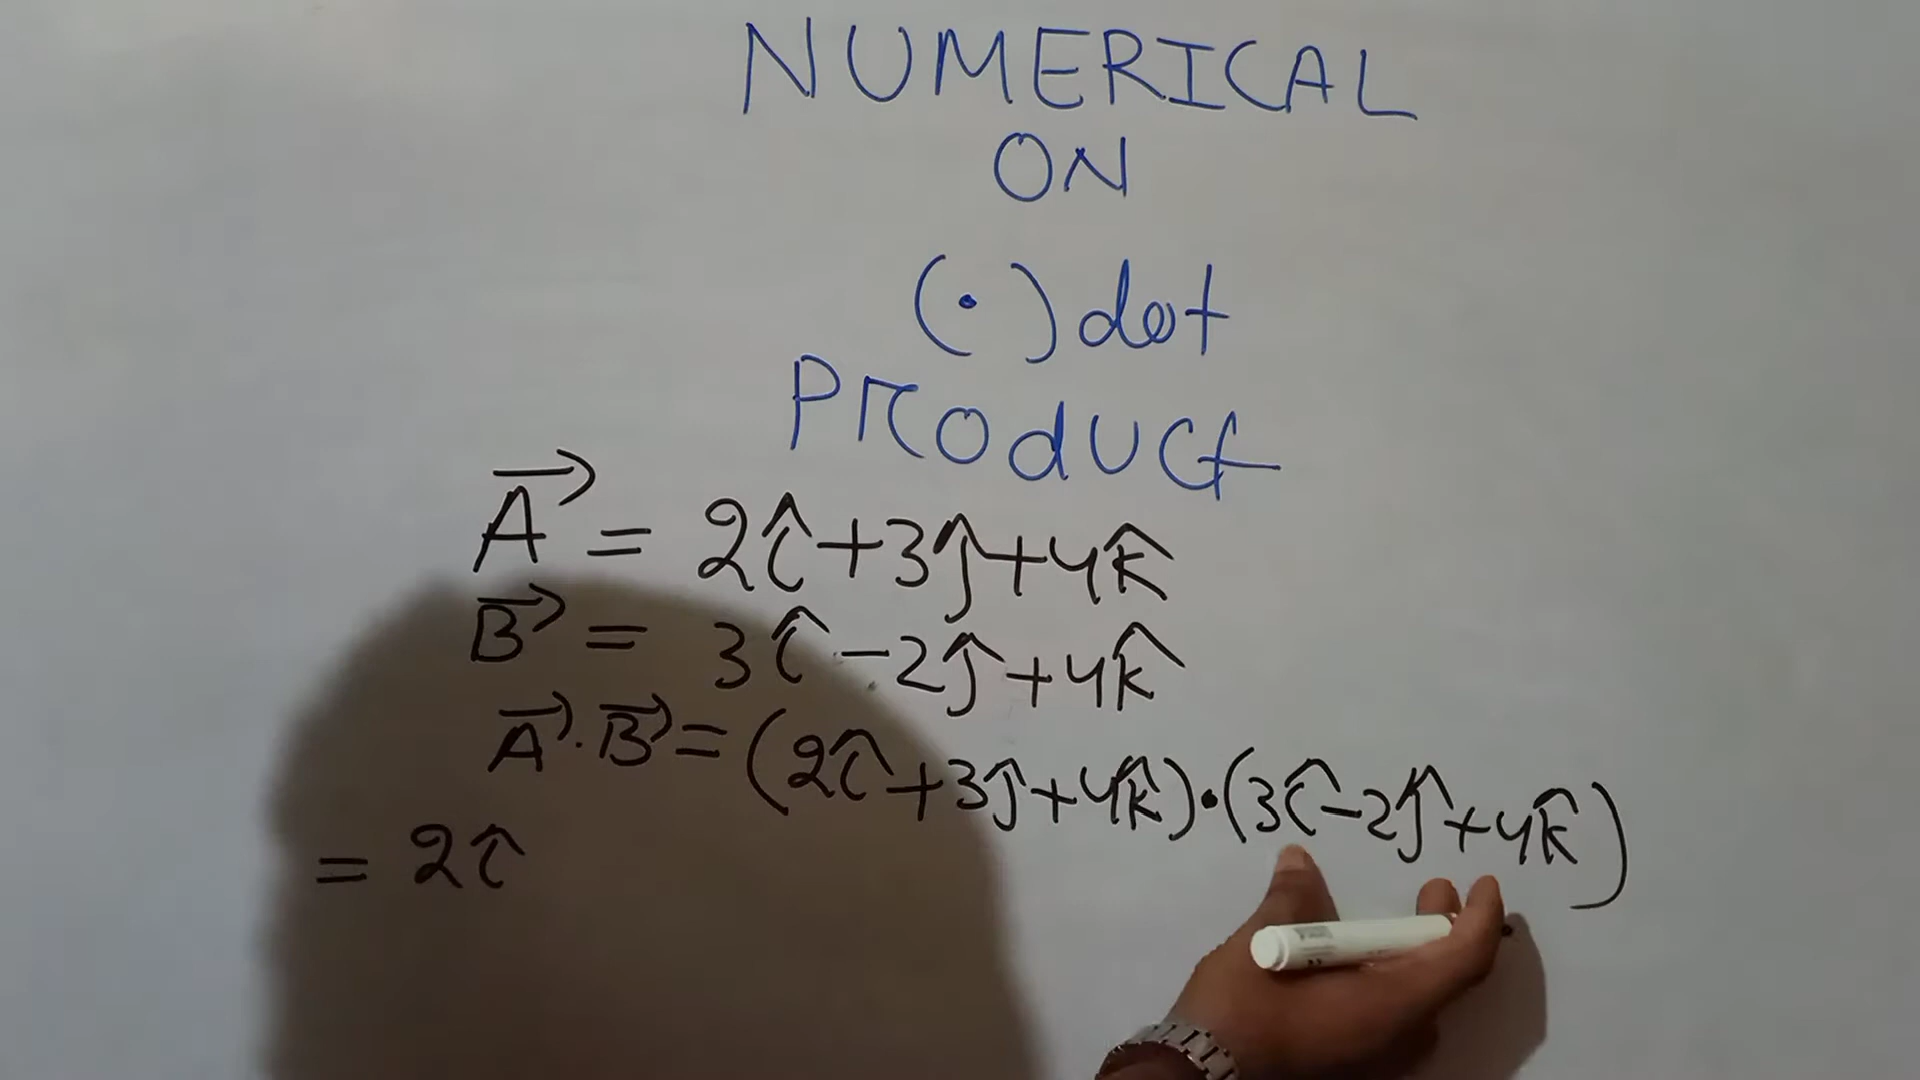 NUMERICAL
ON
(•) dot
PRODUCT
A⃗ = 2î+3ĵ+4k̂
B⃗ = 3î-2ĵ+4k̂
A⃗.B⃗ = (2î+3ĵ+4k̂)•(3î-2ĵ+4k̂)
= 2î